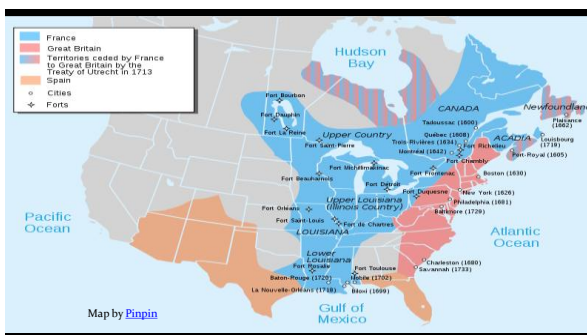 France
Great Britain
Territories ceded by France
to Great Britain by the
Treaty of Utrecht in 1713
Spain
Cities
Forts
Hudson
Bay
Fort Bourbon
Fort Dauphin
Fort La Reine
Upper Country
Fort Saint Pierre
CANADA
Newfoundland
Plaisance
(1662)
Tadoussac (1600)
Québec (1608)
Trois-Rivières (1634)
Montréal (1642)
Fort Richelieu
Louisbourg
(1719)
ACADIA
Port-Royal (1605)
Fort Chambly
Fort Michilimakinac
Fort Frontenac
Boston (1630)
Fort Beauharnois
Fort Detroit
New York (1626)
Upper Louisiana
(Illinois Country)
Fort Duquesne
Philadelphia (1681)
Baltimore (1729)
Fort Orléans
Fort Saint-Louis
Fort de Chartres
LOUISIANA
Pacific
Ocean
Atlantic
Ocean
Lower
Louisiana
Fort Rosalie
Fort Toulouse
Charleston (1680)
Savannah (1733)
Baton-Rouge (1720)
Mobile (1702)
La Nouvelle-Orléans (1718)
Biloxi (1699)
Gulf of
Mexico
Map by Pinpin